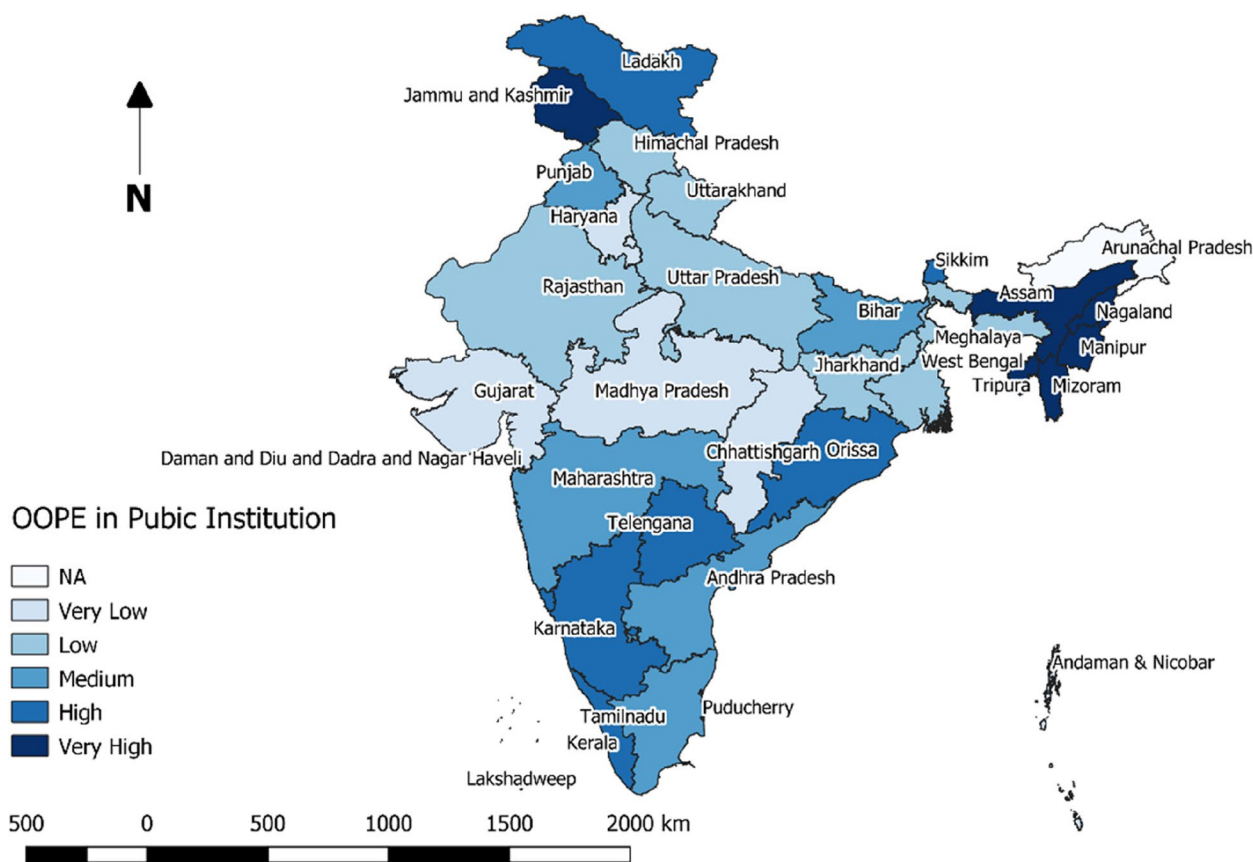 Ladakh
Jammu and Kashmir
Himachal Pradesh
Punjab
Uttarakhand
N
Haryana
Arunachal Pradesh
Sikkim
Uttar Pradesh
Rajasthan
Assam
Bihar
Nagaland
Meghalaya
Manipur
West Bengal
Jharkhand
Tripura
Mizoram
Gujarat
Madhya Pradesh
Chhattishgarh
Orissa
Daman and Diu and Dadra and Nagar Haveli
Maharashtra
OOPE in Pubic Institution
Telengana
NA
Andhra Pradesh
Very Low
Karnataka
Low
Andaman & Nicobar
Medium
High
Puducherry
Tamilnadu
Very High
Kerala
Lakshadweep
500 0 500 1000 1500 2000 km